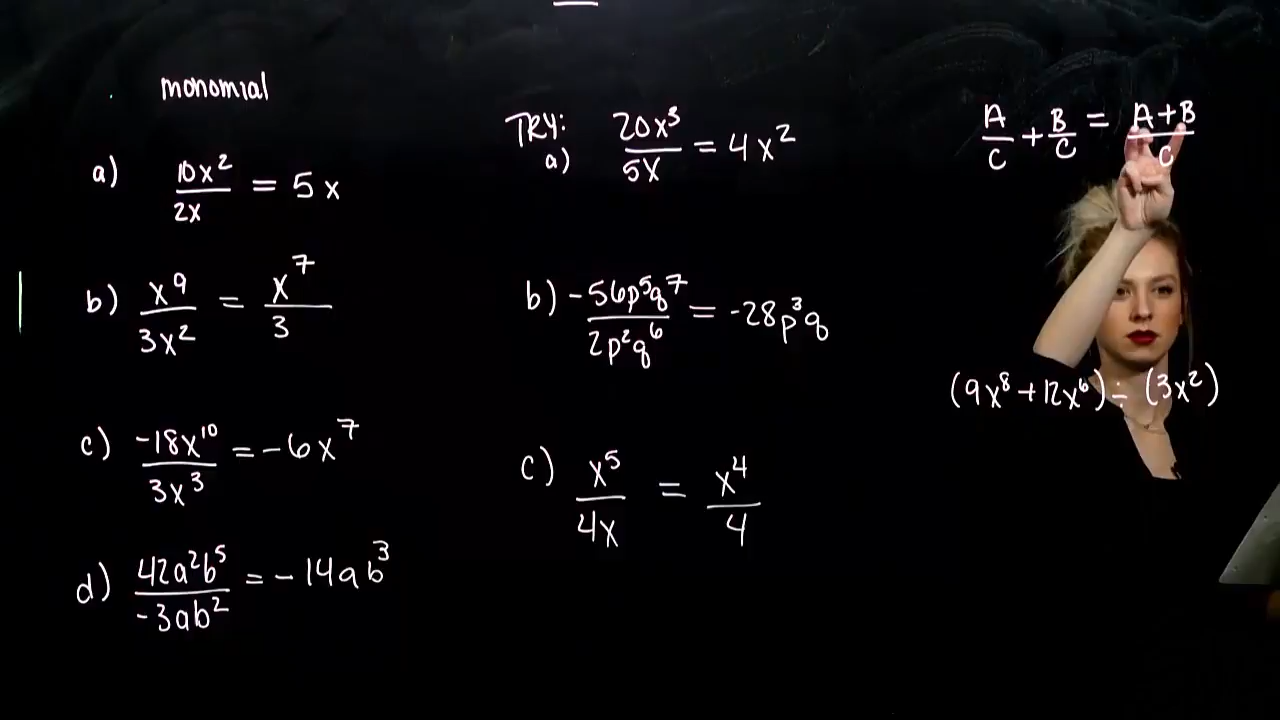 monomial
a) 10x²/2x = 5x
b) x⁹/3x² = x⁷/3
c) -18x¹⁰/3x³ = -6x⁷
d) 42a²b⁵/-3ab² = -14ab³
TRY:
a) 20x³/5x = 4x²
b) -56p⁵q⁷/2p²q⁶ = -28p³q
c) x⁵/4x = x⁴/4
A/C + B/C = A+B/C
(9x⁸+12x⁶) ÷ (3x²)